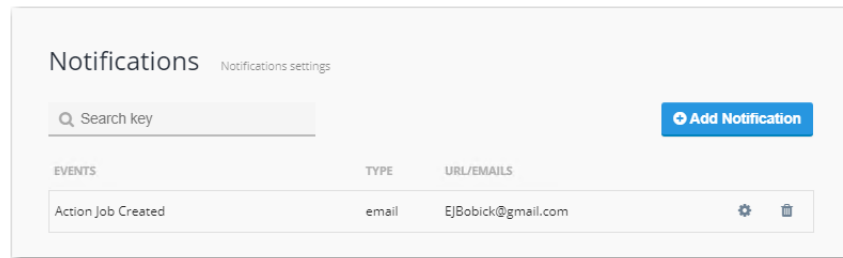 Notifications Notifications settings
Search key
Add Notification
EVENTS TYPE URL/EMAILS
Action Job Created email EJBobick@gmail.com